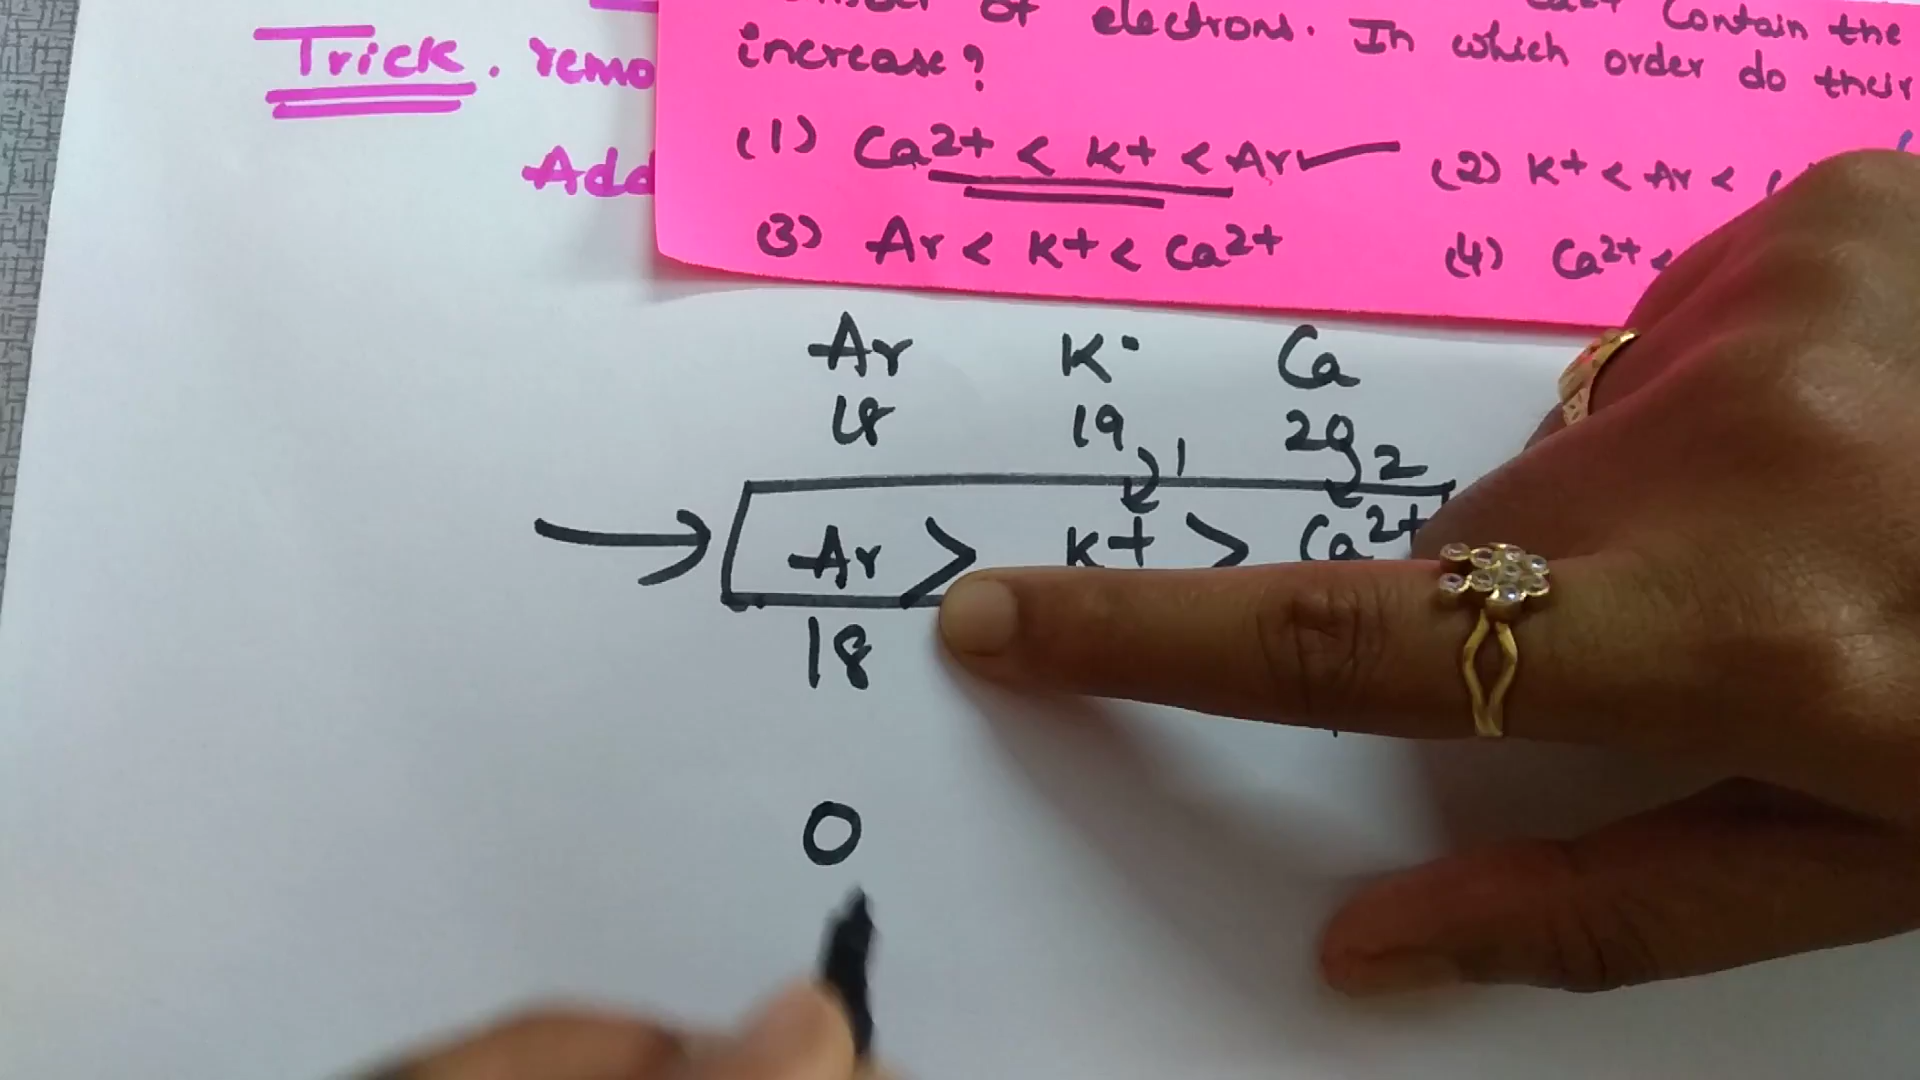 Trick. remo
Add
of electrons. In which order do their
Ca2+ Contain the
increase?
(1) Ca2+ < K+ < Ar ✓
(2) K+ < Ar <
(3) Ar < K+ < Ca2+
(4) Ca2+ <
Ar K Ca
18 19 20
1 2
Ar > K+ > Ca2+
18
O